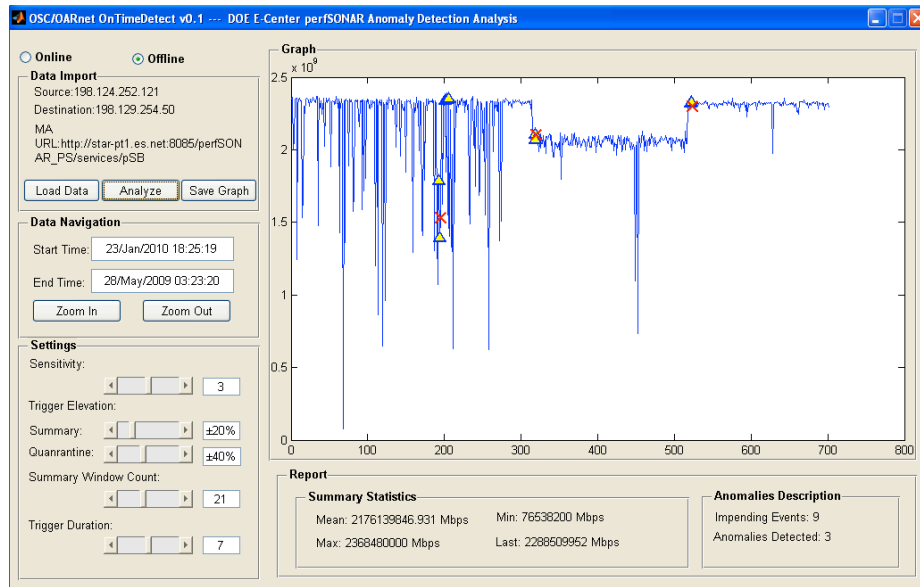 OSC/OARnet OnTimeDetect v0.1 --- DOE E-Center perfSONAR Anomaly Detection Analysis
Online
Offline
Data Import
Source:198.124.252.121
Destination:198.129.254.50
MA
URL:http://star-pt1.es.net:8085/perfSON
AR_PS/services/pSB
Load Data
Analyze
Save Graph
Data Navigation
Start Time:
23/Jan/2010 18:25:19
End Time:
28/May/2009 03:23:20
Zoom In
Zoom Out
Settings
Sensitivity:
3
Trigger Elevation:
Summary:
±20%
Quanrantine:
±40%
Summary Window Count:
21
Trigger Duration:
7
Graph
x 10^9
2.5
2
1.5
1
0.5
0
0 100 200 300 400 500 600 700 800
Report
Summary Statistics
Mean: 2176139846.931 Mbps
Min: 76538200 Mbps
Max: 2368480000 Mbps
Last: 2288509952 Mbps
Anomalies Description
Impending Events: 9
Anomalies Detected: 3